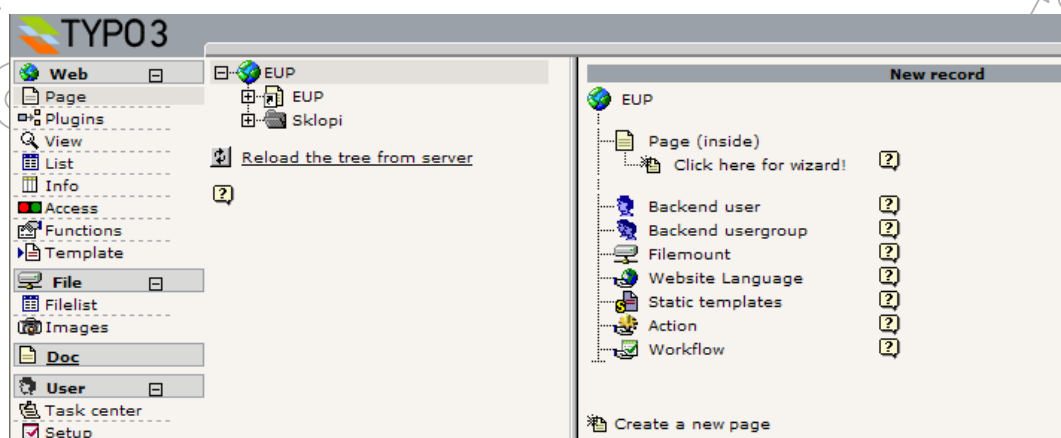 TYPO3
Web
Page
Plugins
View
List
Info
Access
Functions
Template
File
Filelist
Images
Doc
User
Task center
Setup
EUP
EUP
Sklopi
Reload the tree from server
New record
EUP
Page (inside)
Click here for wizard!
Backend user
Backend usergroup
Filemount
Website Language
Static templates
Action
Workflow
Create a new page